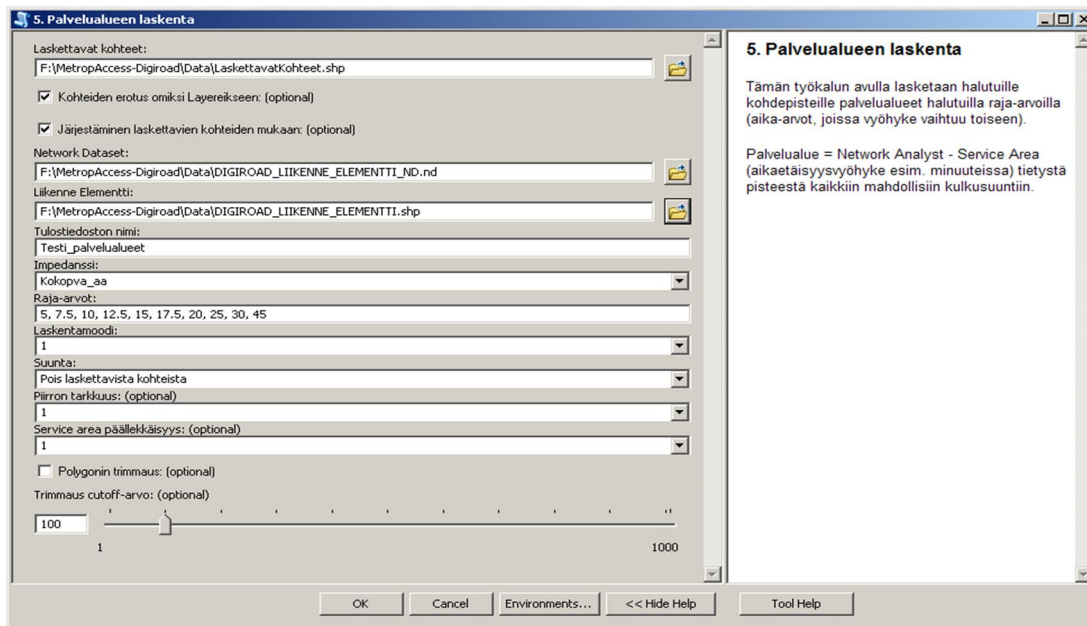 5. Palvelualueen laskenta
Laskettavat kohteet:
F:\MetropAccess-Digiroad\Data\LaskettavatKohteet.shp
Kohteiden erotus omiksi Layereikseen: (optional)
Järjestäminen laskettavien kohteiden mukaan: (optional)
Network Dataset:
F:\MetropAccess-Digiroad\Data\DIGIROAD_LIIKENNE_ELEMENTTI_ND.nd
Liikenne Elementti:
F:\MetropAccess-Digiroad\Data\DIGIROAD_LIIKENNE_ELEMENTTI.shp
Tulostiedoston nimi:
Testi_palvelualueet
Impedanssi:
Kokopva_aa
Raja-arvot:
5, 7.5, 10, 12.5, 15, 17.5, 20, 25, 30, 45
Laskentamoodi:
1
Suunta:
Pois laskettavista kohteista
Piirron tarkkuus: (optional)
1
Service area päällekkäisyys: (optional)
1
Polygonin trimmaus: (optional)
Trimmaus cutoff-arvo: (optional)
100
1
1000
5. Palvelualueen laskenta
Tämän työkalun avulla lasketaan halutuille
kohdepisteille palvelualueet halutuilla raja-arvoilla
(aika-arvot, joissa vyöhyke vaihtuu toiseen).
Palvelualue = Network Analyst - Service Area
(aikaetäisyysvyöhyke esim. minuuteissa) tietystä
pisteestä kaikkiin mahdollisiin kulkusuuntiin.
OK
Cancel
Environments...
<< Hide Help
Tool Help